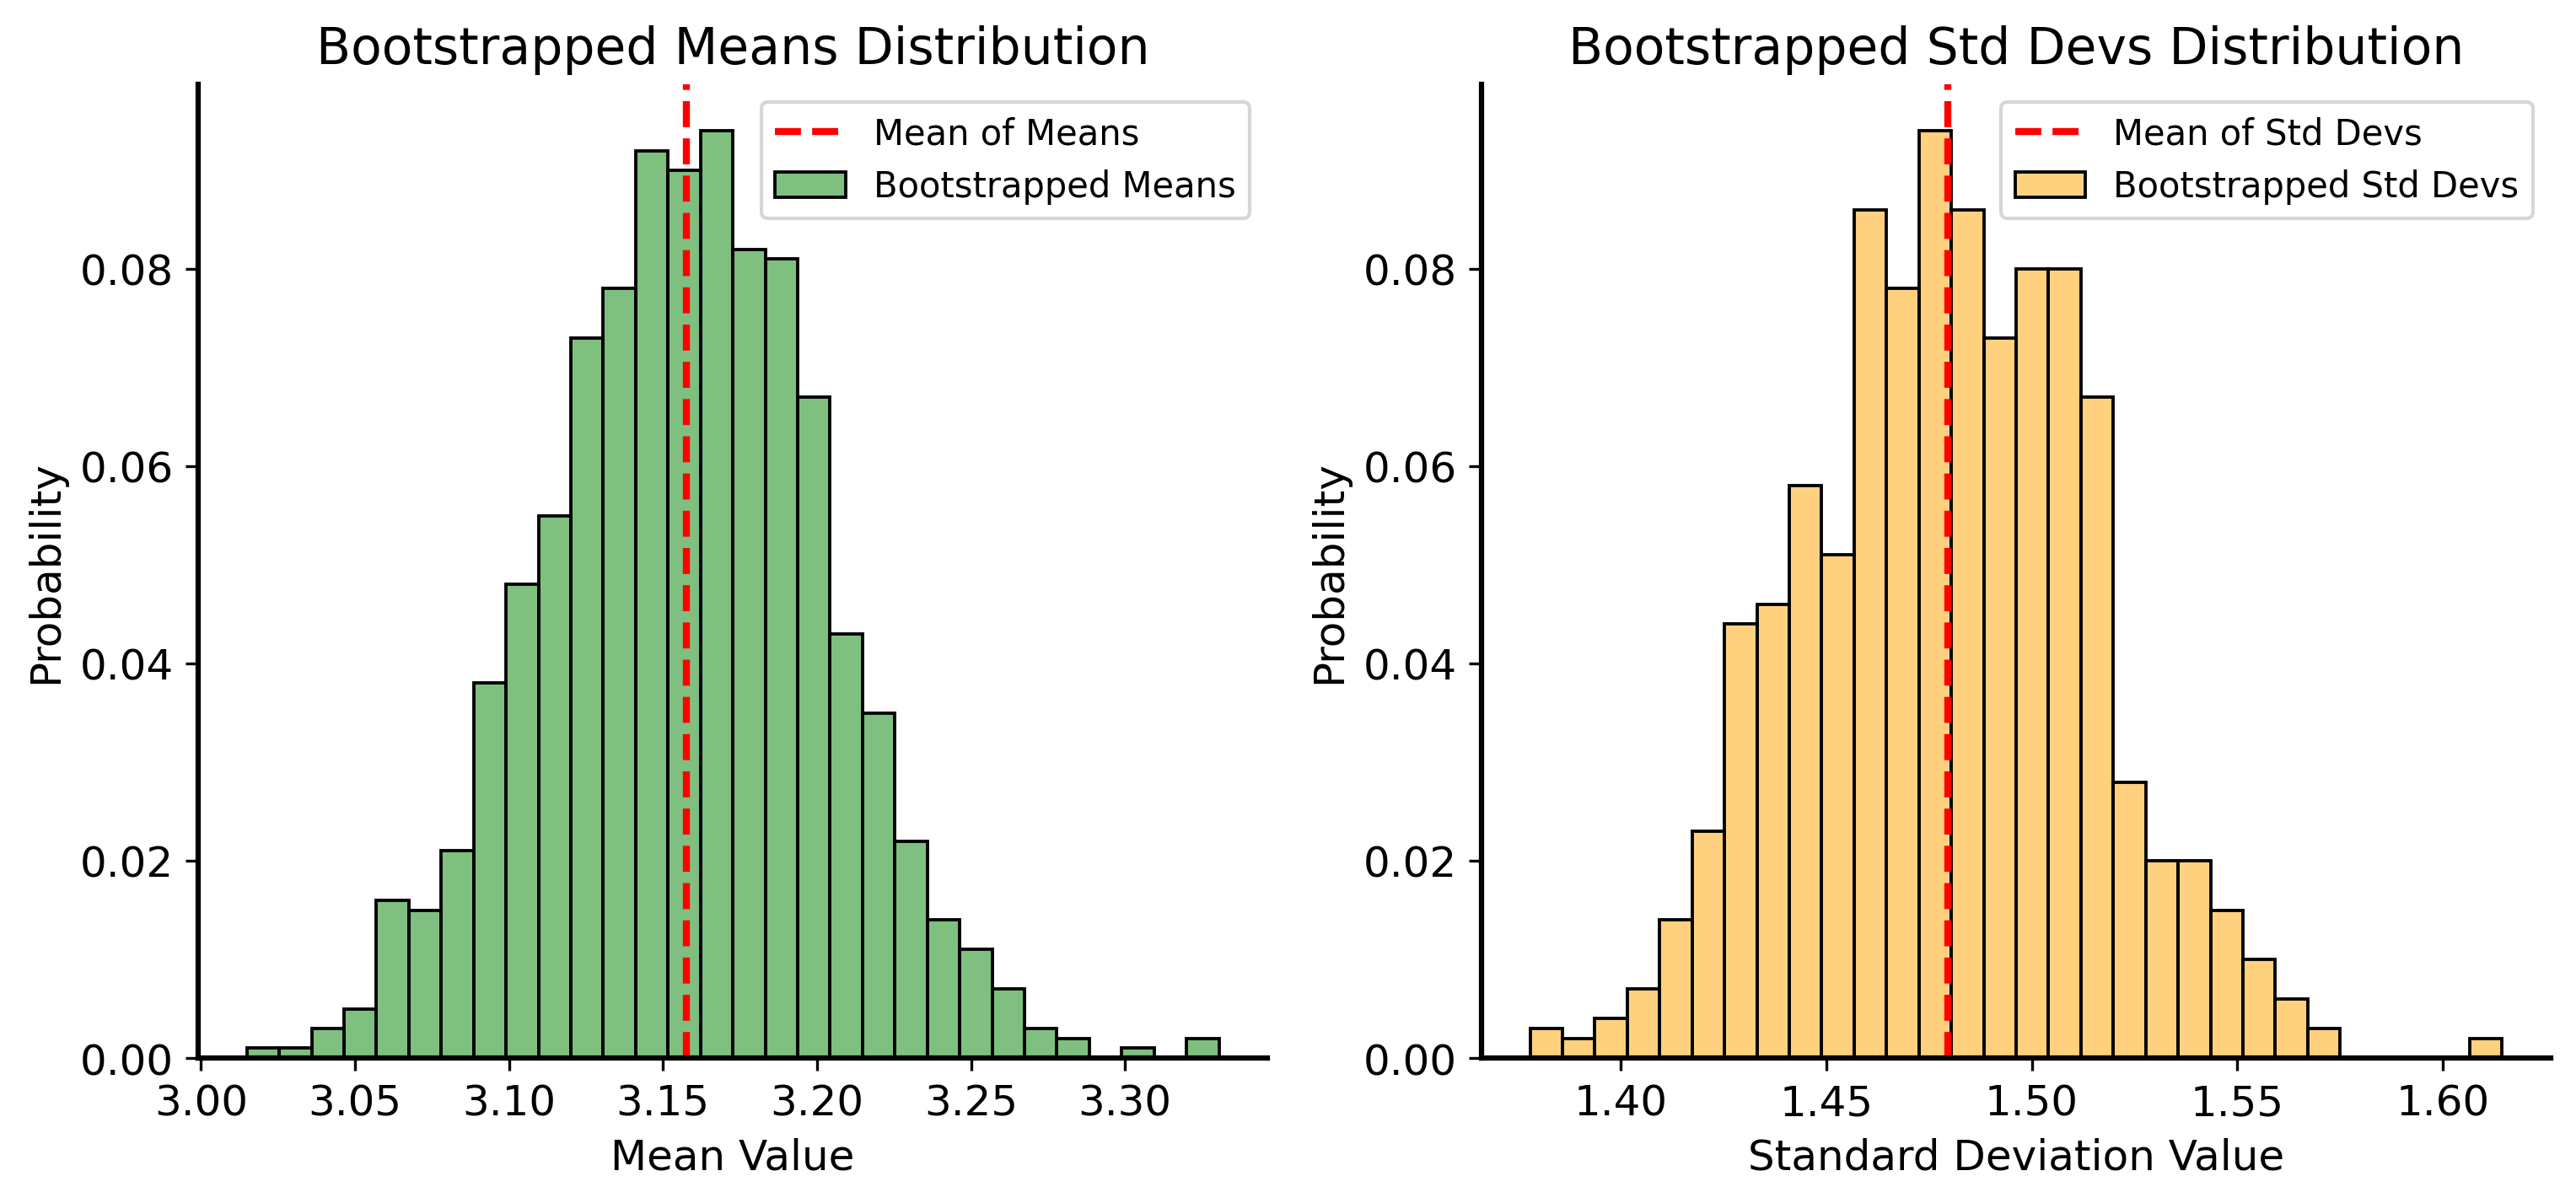 Bootstrapped Means Distribution
Mean of Means
Bootstrapped Means
Probability
0.08
0.06
0.04
0.02
0.00
3.00 3.05 3.10 3.15 3.20 3.25 3.30
Mean Value
Bootstrapped Std Devs Distribution
Mean of Std Devs
Bootstrapped Std Devs
Probability
0.08
0.06
0.04
0.02
0.00
1.40 1.45 1.50 1.55 1.60
Standard Deviation Value